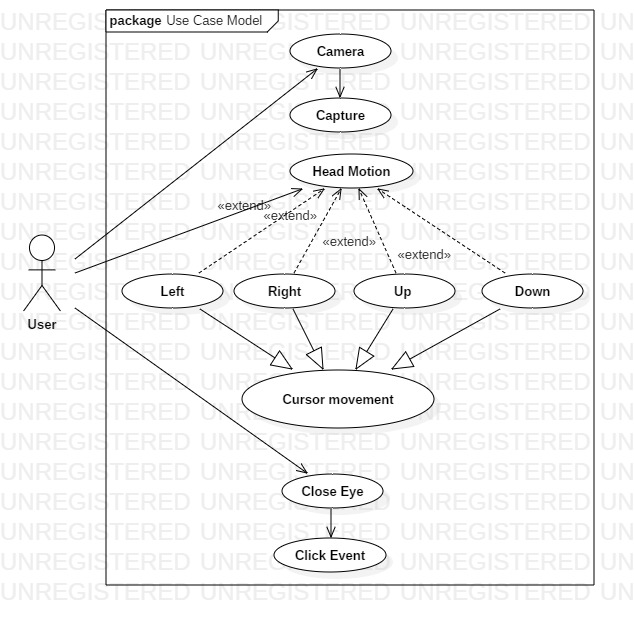 package Use Case Model
Camera
Capture
Head Motion
«extend»
«extend»
«extend»
«extend»
Left
Right
Up
Down
User
Cursor movement
Close Eye
Click Event
UNREGISTERED